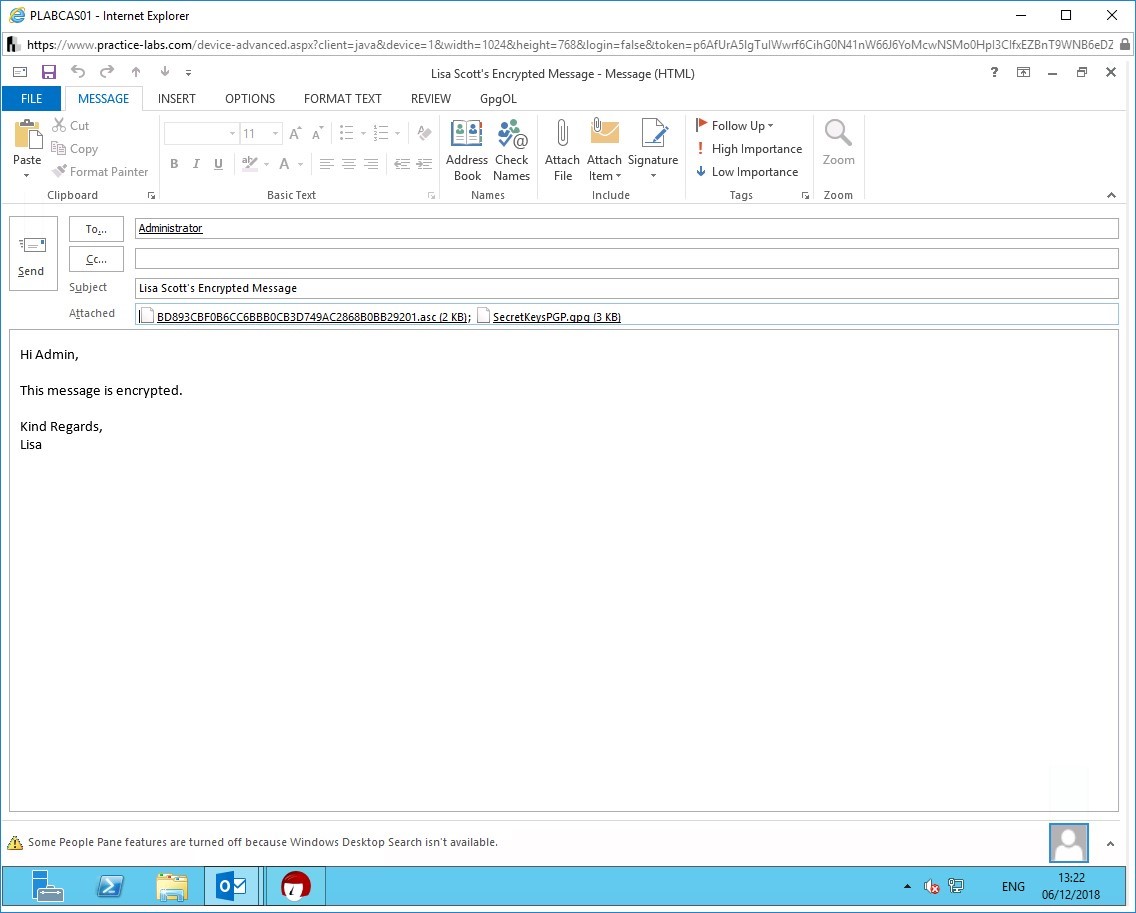 PLABCAS01 - Internet Explorer
https://www.practice-labs.com/device-advanced.aspx?client=java&device=1&width=1024&height=768&login=false&token=
Lisa Scott's Encrypted Message - Message (HTML)
FILE MESSAGE INSERT OPTIONS FORMAT TEXT REVIEW GpgOL
Paste
Cut
Copy
Format Painter
Clipboard
11
B I U A
Basic Text
Address Book
Check Names
Names
Attach File
Attach Item
Signature
Include
Follow Up
High Importance
Low Importance
Tags
Zoom
Zoom
Send
To... Administrator
Cc...
Subject Lisa Scott's Encrypted Message
Attached BD893CBF0B6CC6BBB0CB3D749AC2868B0BB29201.asc (2 KB); SecretKeysPGP.gpg (3 KB)
Hi Admin,
This message is encrypted.
Kind Regards,
Lisa
Some People Pane features are turned off because Windows Desktop Search isn't available.
ENG
13:22
06/12/2018